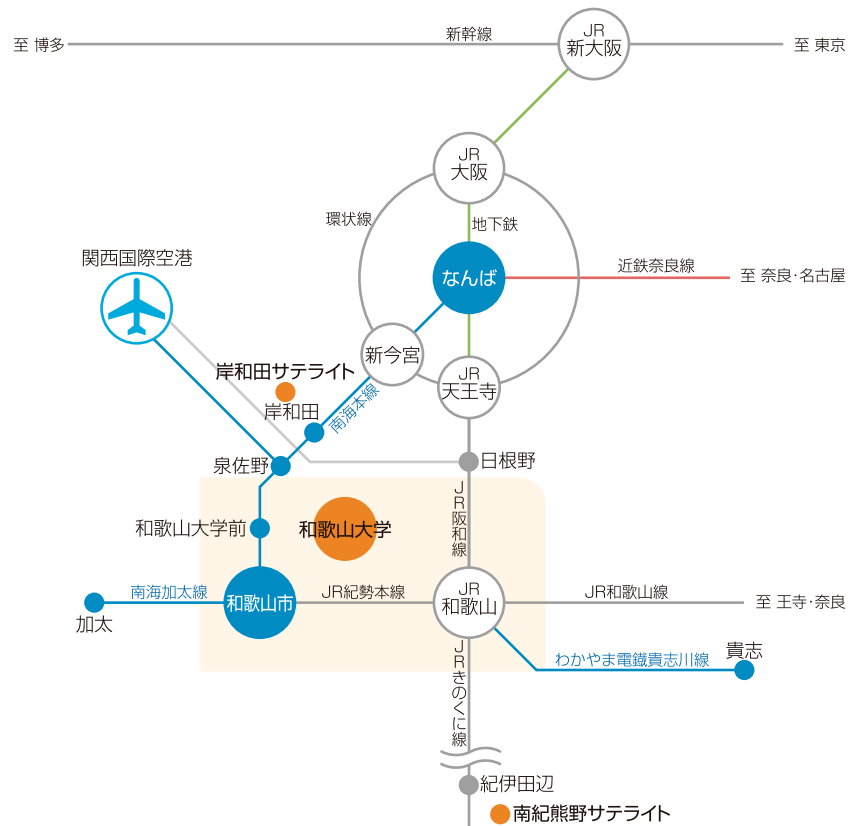 新幹線
至 博多
JR
新大阪
至 東京
JR
大阪
環状線
地下鉄
関西国際空港
なんば
近鉄奈良線
至 奈良・名古屋
新今宮
岸和田サテライト
JR
天王寺
南海本線
岸和田
泉佐野
日根野
JR阪和線
和歌山大学前
和歌山大学
南海加太線
和歌山市
JR紀勢本線
JR
和歌山
JR和歌山線
至 王寺・奈良
加太
わかやま電鐵貴志川線
貴志
JRきのくに線
紀伊田辺
南紀熊野サテライト